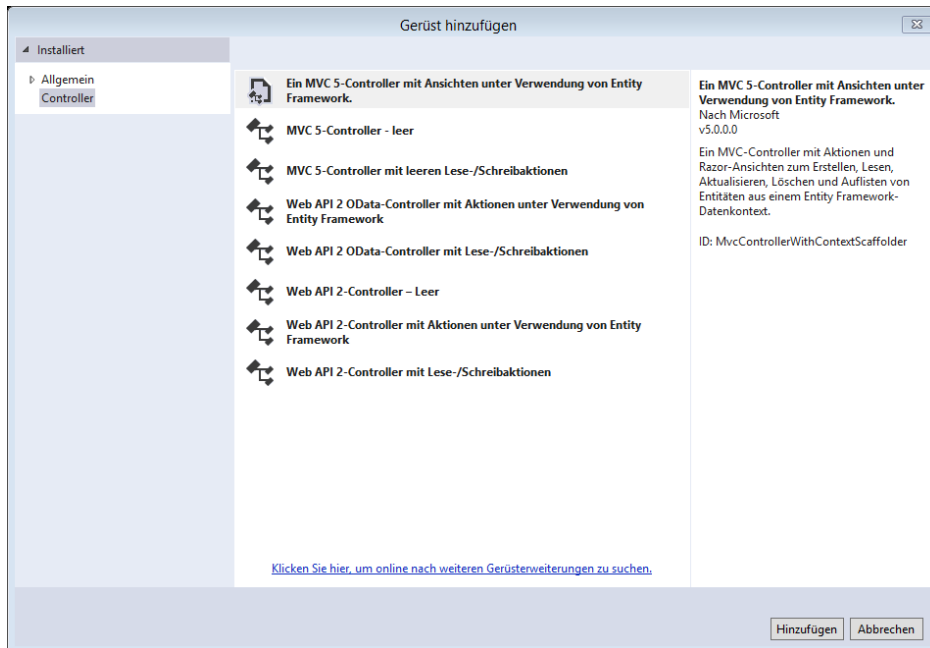 Gerüst hinzufügen
Installiert
Allgemein
Controller
Ein MVC 5-Controller mit Ansichten unter Verwendung von Entity
Framework.
MVC 5-Controller - leer
MVC 5-Controller mit leeren Lese-/Schreibaktionen
Web API 2 OData-Controller mit Aktionen unter Verwendung von
Entity Framework
Web API 2 OData-Controller mit Lese-/Schreibaktionen
Web API 2-Controller – Leer
Web API 2-Controller mit Aktionen unter Verwendung von Entity
Framework
Web API 2-Controller mit Lese-/Schreibaktionen
Klicken Sie hier, um online nach weiteren Gerüsterweiterungen zu suchen.
Ein MVC 5-Controller mit Ansichten unter
Verwendung von Entity Framework.
Nach Microsoft
v5.0.0.0
Ein MVC-Controller mit Aktionen und
Razor-Ansichten zum Erstellen, Lesen,
Aktualisieren, Löschen und Auflisten von
Entitäten aus einem Entity Framework-
Datenkontext.
ID: MvcControllerWithContextScaffolder
Hinzufügen
Abbrechen